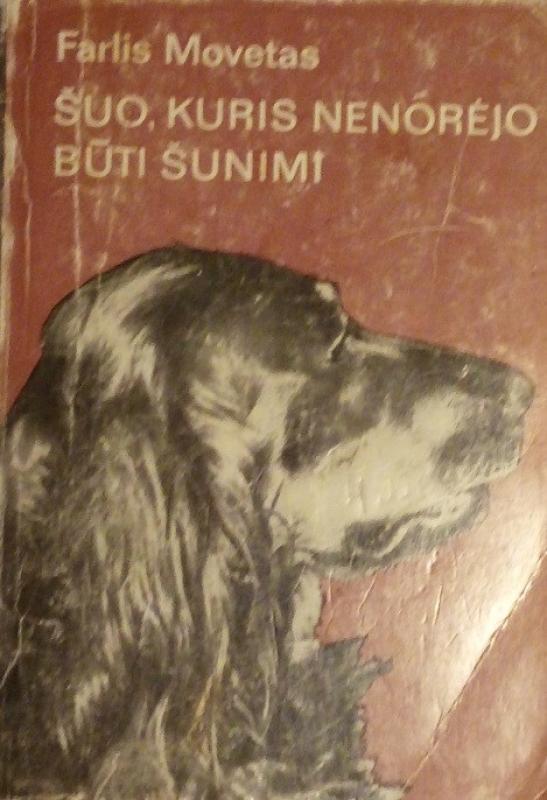 Farlis Movetas
ŠUO, KURIS NENORĖJO
BŪTI ŠUNIMI